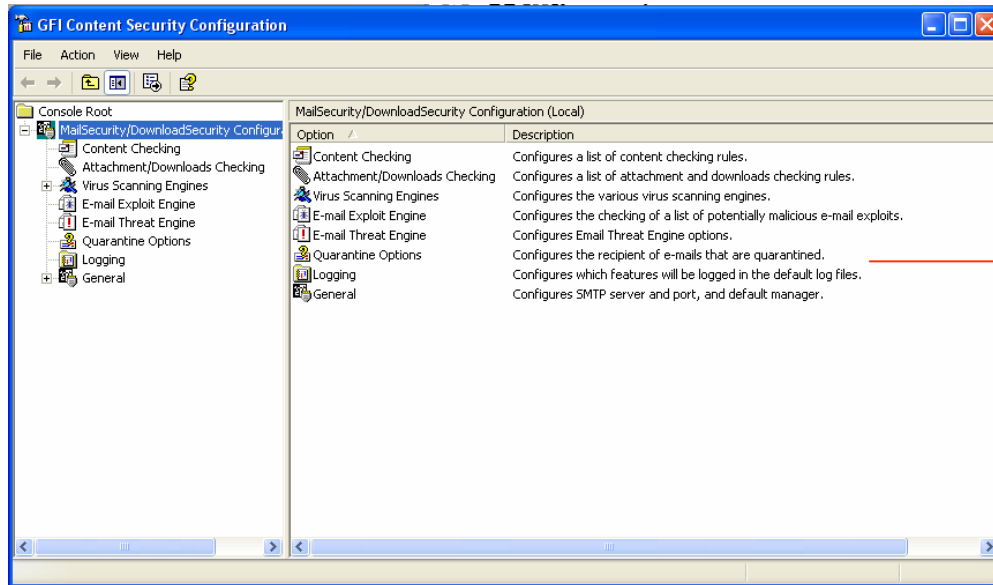 GFI Content Security Configuration
File Action View Help
Console Root
MailSecurity/DownloadSecurity Configur
Content Checking
Attachment/Downloads Checking
Virus Scanning Engines
E-mail Exploit Engine
E-mail Threat Engine
Quarantine Options
Logging
General
MailSecurity/DownloadSecurity Configuration (Local)
Option Description
Content Checking Configures a list of content checking rules.
Attachment/Downloads Checking Configures a list of attachment and downloads checking rules.
Virus Scanning Engines Configures the various virus scanning engines.
E-mail Exploit Engine Configures the checking of a list of potentially malicious e-mail exploits.
E-mail Threat Engine Configures Email Threat Engine options.
Quarantine Options Configures the recipient of e-mails that are quarantined.
Logging Configures which features will be logged in the default log files.
General Configures SMTP server and port, and default manager.